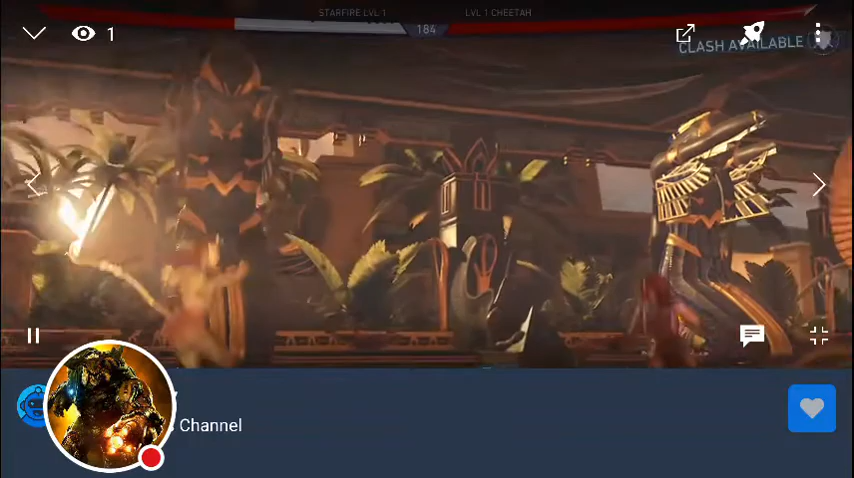 STARFIRE LVL 1
LVL 1 CHEETAH
1
184
CLASH AVAILABLE
Channel